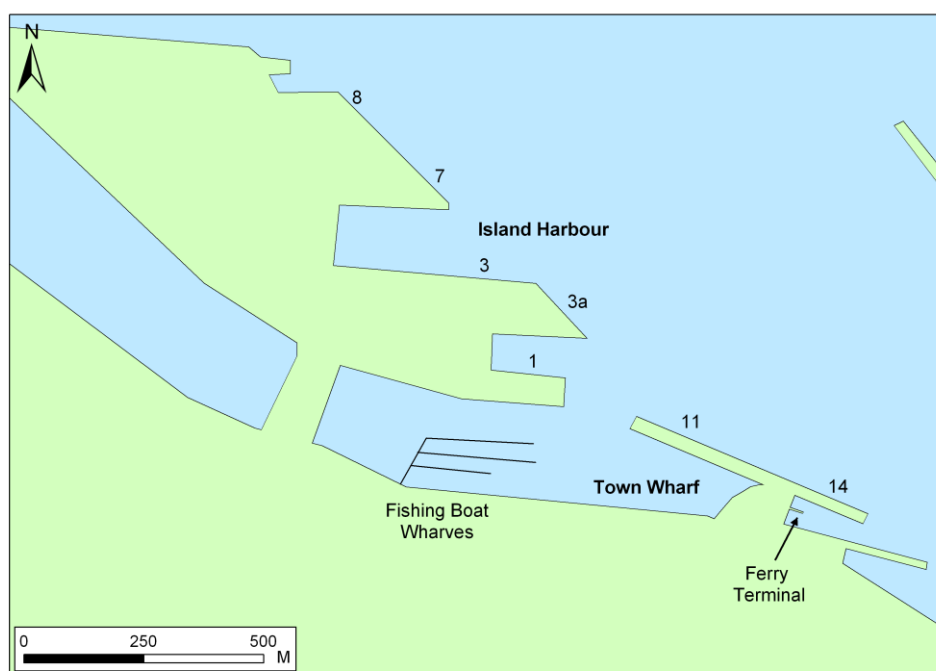 N
8
7
Island Harbour
3
3a
1
11
Town Wharf
14
Fishing Boat
Wharves
Ferry
Terminal
0 250 500
M